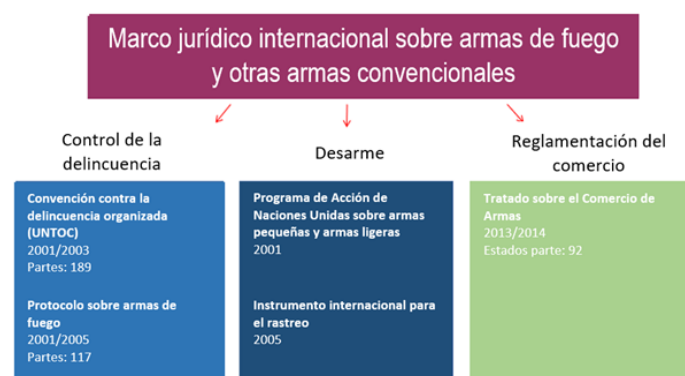 Marco jurídico internacional sobre armas de fuego
y otras armas convencionales
Control de la
delincuencia
Desarme
Reglamentación del
comercio
Convención contra la
delincuencia organizada
(UNTOC)
2001/2003
Partes: 189
Protocolo sobre armas de
fuego
2001/2005
Partes: 117
Programa de Acción de
Naciones Unidas sobre armas
pequeñas y armas ligeras
2001
Instrumento internacional para
el rastreo
2005
Tratado sobre el Comercio de
Armas
2013/2014
Estados parte: 92